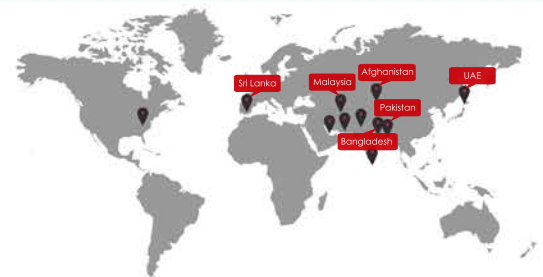 Afghanistan
UAE
Sri Lanka
Malaysia
Pakistan
Bangladesh